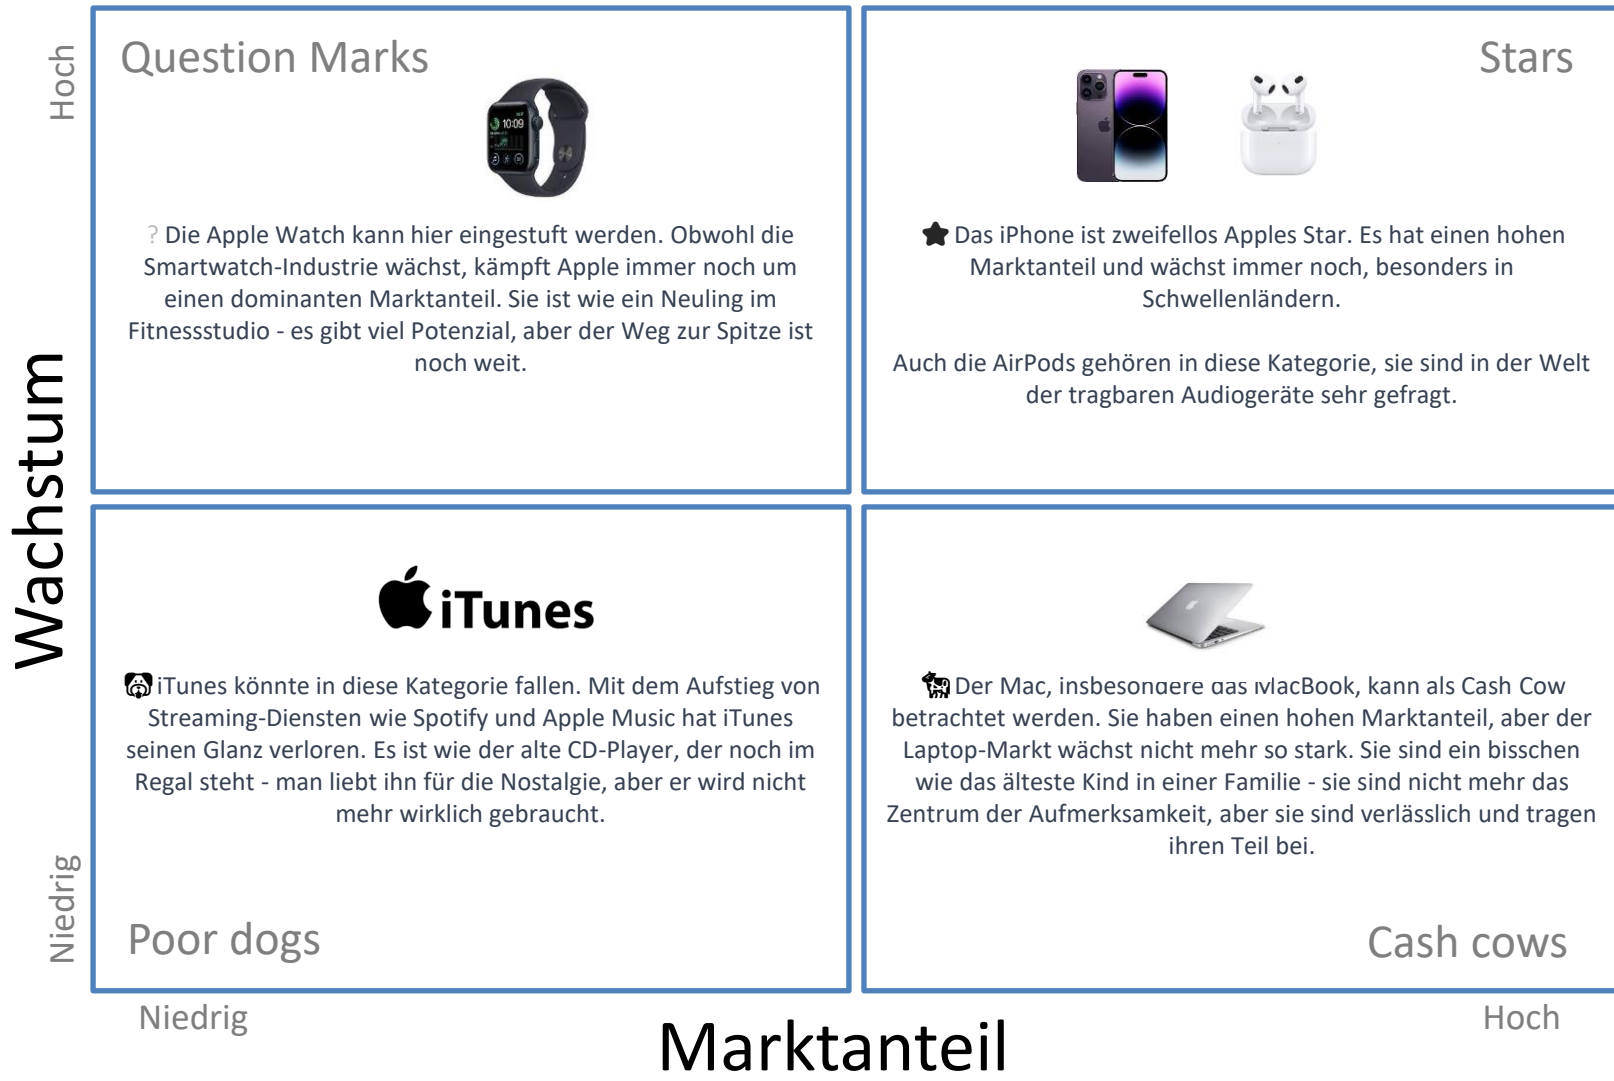 Hoch
Question Marks
10:09
? Die Apple Watch kann hier eingestuft werden. Obwohl die
Smartwatch-Industrie wächst, kämpft Apple immer noch um
einen dominanten Marktanteil. Sie ist wie ein Neuling im
Fitnessstudio - es gibt viel Potenzial, aber der Weg zur Spitze ist
noch weit.
Stars
Das iPhone ist zweifellos Apples Star. Es hat einen hohen
Marktanteil und wächst immer noch, besonders in
Schwellenländern.
Auch die AirPods gehören in diese Kategorie, sie sind in der Welt
der tragbaren Audiogeräte sehr gefragt.
Wachstum
iTunes
iTunes könnte in diese Kategorie fallen. Mit dem Aufstieg von
Streaming-Diensten wie Spotify und Apple Music hat iTunes
seinen Glanz verloren. Es ist wie der alte CD-Player, der noch im
Regal steht - man liebt ihn für die Nostalgie, aber er wird nicht
mehr wirklich gebraucht.
Poor dogs
Der Mac, insbesondere das MacBook, kann als Cash Cow
betrachtet werden. Sie haben einen hohen Marktanteil, aber der
Laptop-Markt wächst nicht mehr so stark. Sie sind ein bisschen
wie das älteste Kind in einer Familie - sie sind nicht mehr das
Zentrum der Aufmerksamkeit, aber sie sind verlässlich und tragen
ihren Teil bei.
Cash cows
Niedrig
Niedrig
Marktanteil
Hoch